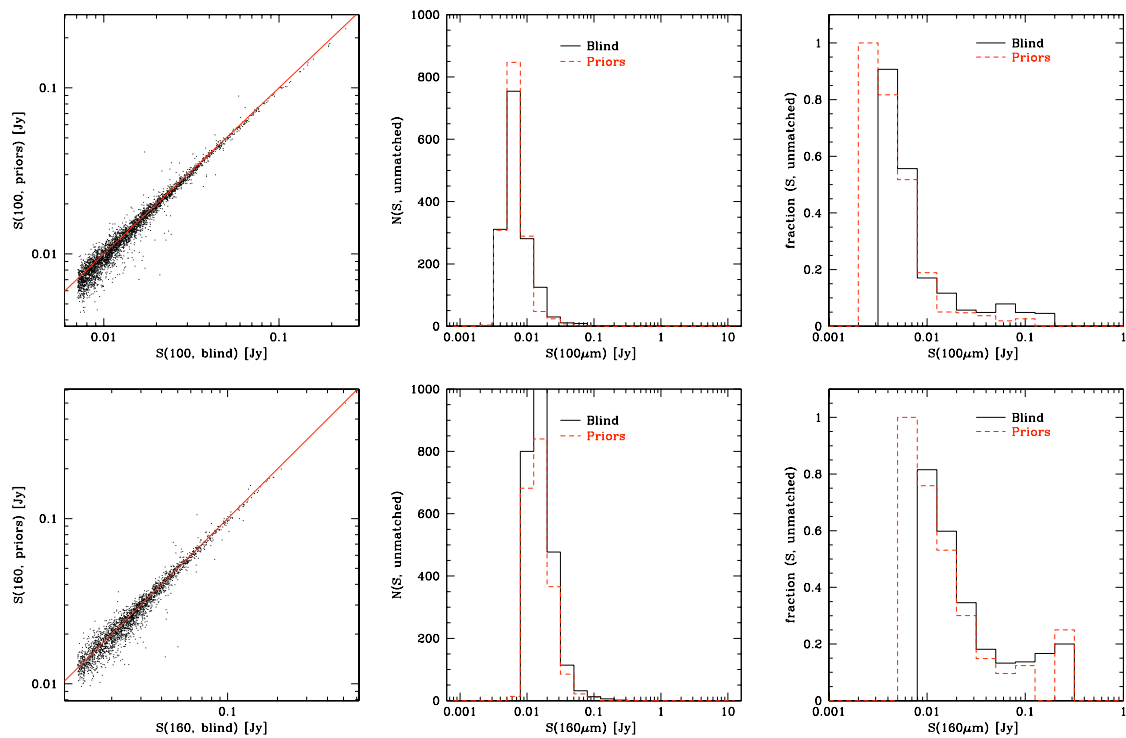 S(100, priors) [Jy]
0.1
0.01
0.01
0.1
S(100, blind) [Jy]
N(S, unmatched)
1000
800
600
400
200
0
Blind
Priors
0.001
0.01
0.1
1
10
S(100μm) [Jy]
fraction (S, unmatched)
1
0.8
0.6
0.4
0.2
0
Blind
Priors
0.001
0.01
0.1
1
S(100μm) [Jy]
S(160, priors) [Jy]
0.1
0.01
0.1
S(160, blind) [Jy]
N(S, unmatched)
1000
800
600
400
200
0
Blind
Priors
0.001
0.01
0.1
1
10
S(160μm) [Jy]
fraction (S, unmatched)
1
0.8
0.6
0.4
0.2
0
Blind
Priors
0.001
0.01
0.1
1
S(160μm) [Jy]